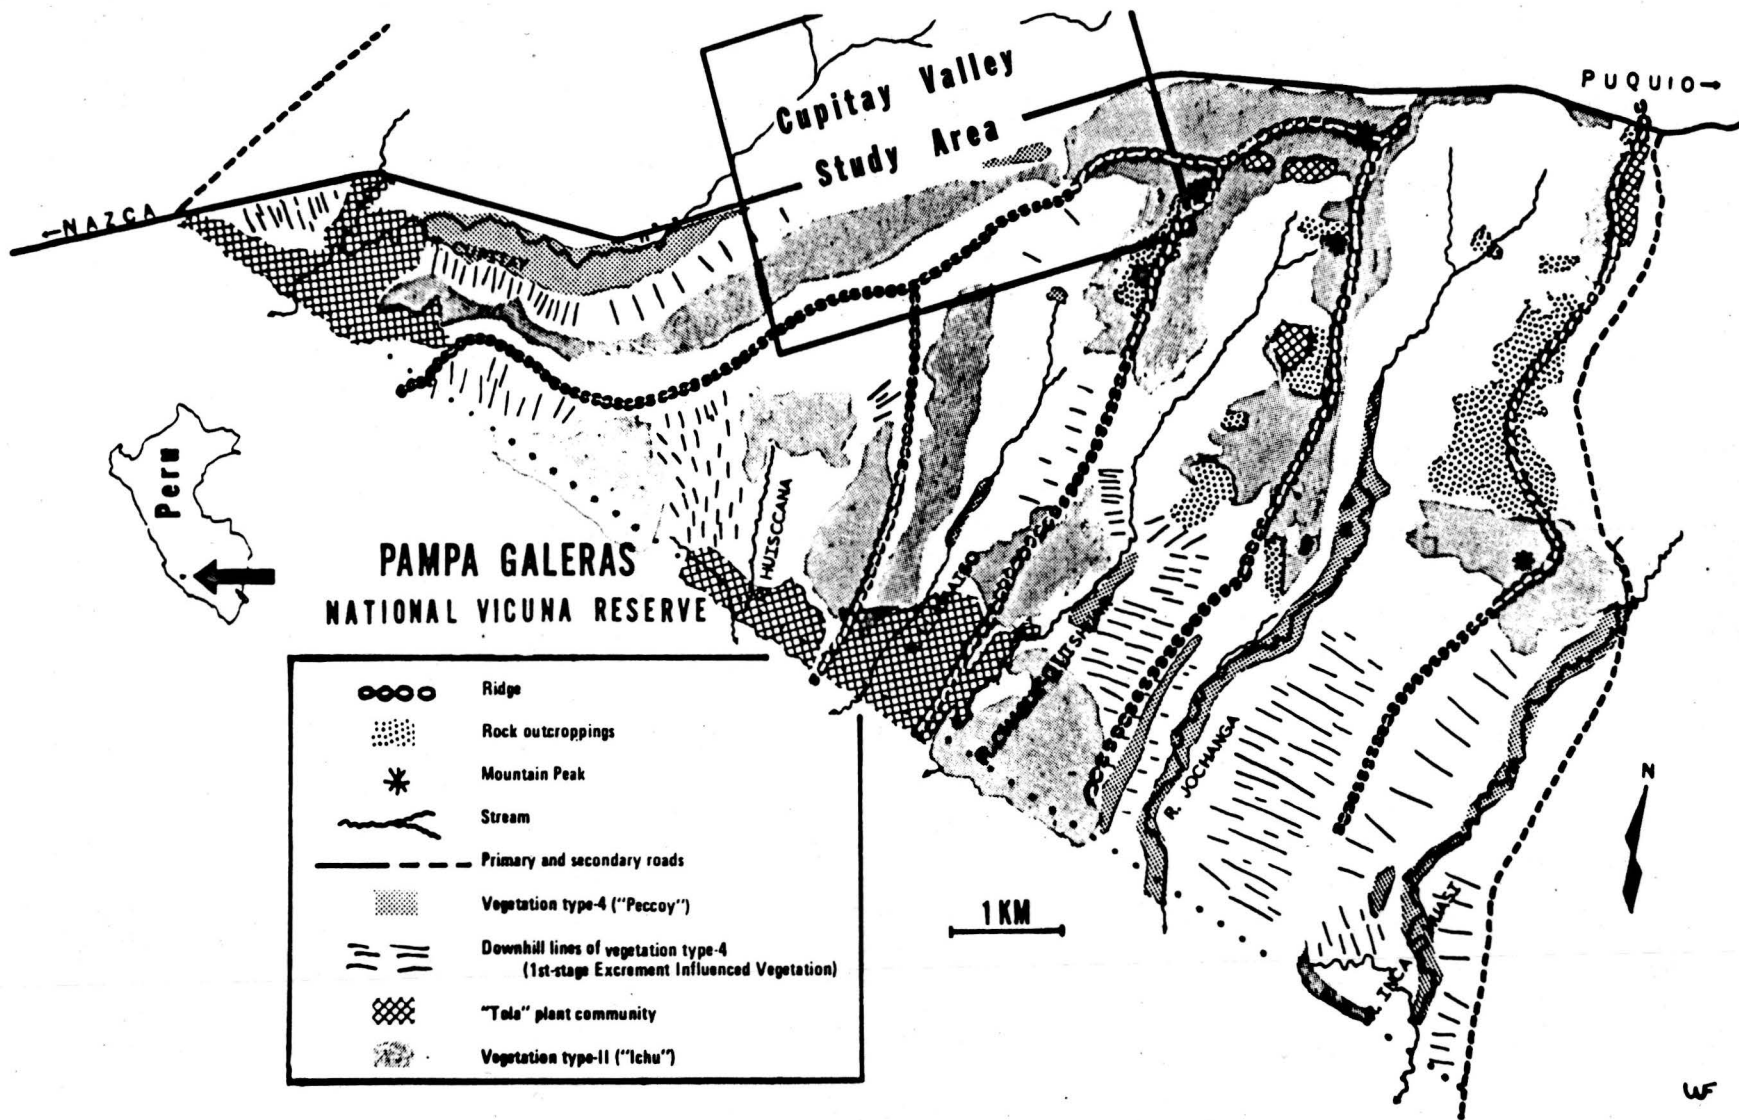 PUQUIO→
Cupitay Valley
Study Area
←NAZCA
CUPITAY
Peru
HUISCCANA
PAMPA GALERAS
NATIONAL VICUNA RESERVE
R. JOCHANGA
N
1 KM
INCA HUASI
Ridge
Rock outcroppings
Mountain Peak
Stream
Primary and secondary roads
Vegetation type-4 ("Peccoy")
Downhill lines of vegetation type-4
(1st-stage Excrement Influenced Vegetation)
"Tola" plant community
Vegetation type-II ("Ichu")
WF